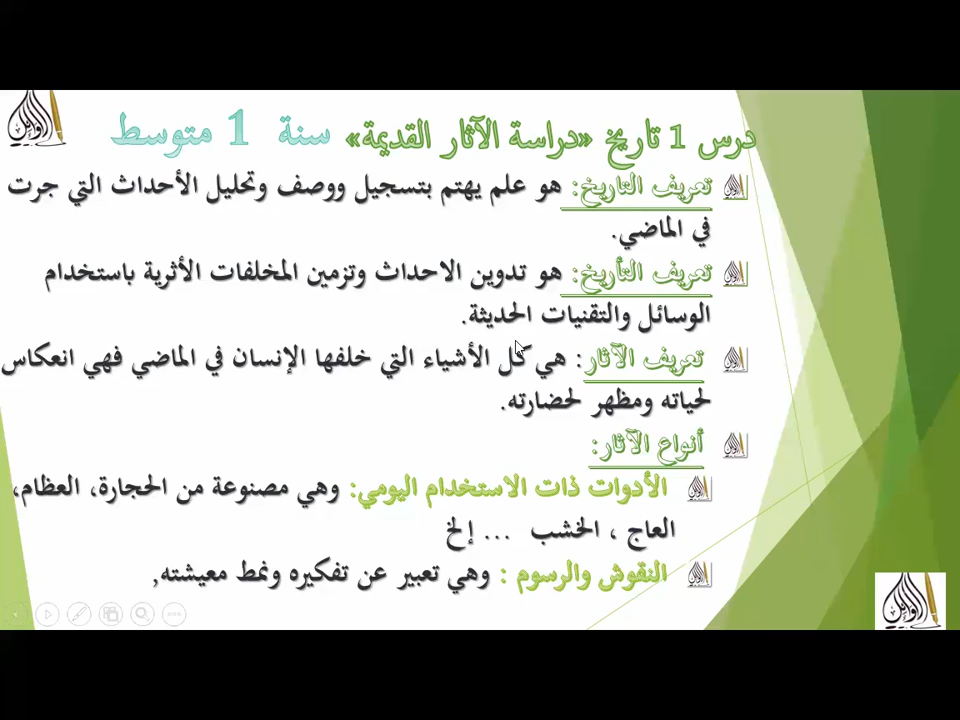 درس 1 تاريخ «دراسة الآثار القديمة» سنة 1 متوسط
تعريف التاريخ: هو علم يهتم بتسجيل ووصف وتحليل الأحداث التي جرت
في الماضي.
تعريف التأريخ: هو تدوين الاحداث وتزمين المخلفات الأثرية باستخدام
الوسائل والتقنيات الحديثة.
تعريف الآثار: هي كل الأشياء التي خلفها الإنسان في الماضي فهي انعكاس
لحياته ومظهر لحضارته.
أنواع الآثار:
الأدوات ذات الاستخدام اليومي: وهي مصنوعة من الحجارة، العظام،
العاج ، الخشب ... إلخ
النقوش والرسوم : وهي تعبير عن تفكيره ونمط معيشته,
الأوائل